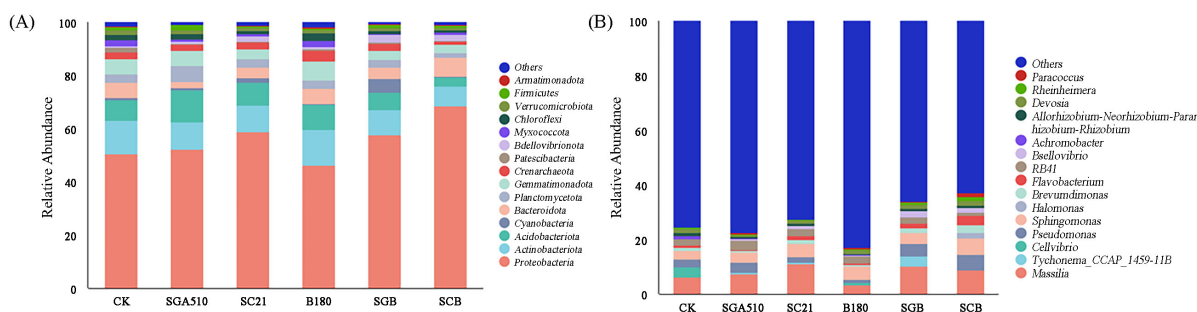 (A)
Relative Abundance
100
80
60
40
20
0
CK SGA510 SC21 B180 SGB SCB
Others
Armatimonadota
Firmicutes
Verrucomicrobiota
Chloroflexi
Myxococcota
Bdellovibrionota
Patescibacteria
Crenarchaeota
Gemmatimonadota
Planctomycetota
Bacteroidota
Cyanobacteria
Acidobacteriota
Actinobacteriota
Proteobacteria
(B)
Relative Abundance
100
80
60
40
20
0
CK SGA510 SC21 B180 SGB SCB
Others
Paracoccus
Rheinheimera
Devosia
Allorhizobium-Neorhizobium-Parar
hizobium-Rhizobium
Achromobacter
Bsellovibrio
RB41
Flavobacterium
Brevumdimonas
Halomonas
Sphingomonas
Pseudomonas
Cellvibrio
Tychonema_CCAP_1459-11B
Massilia